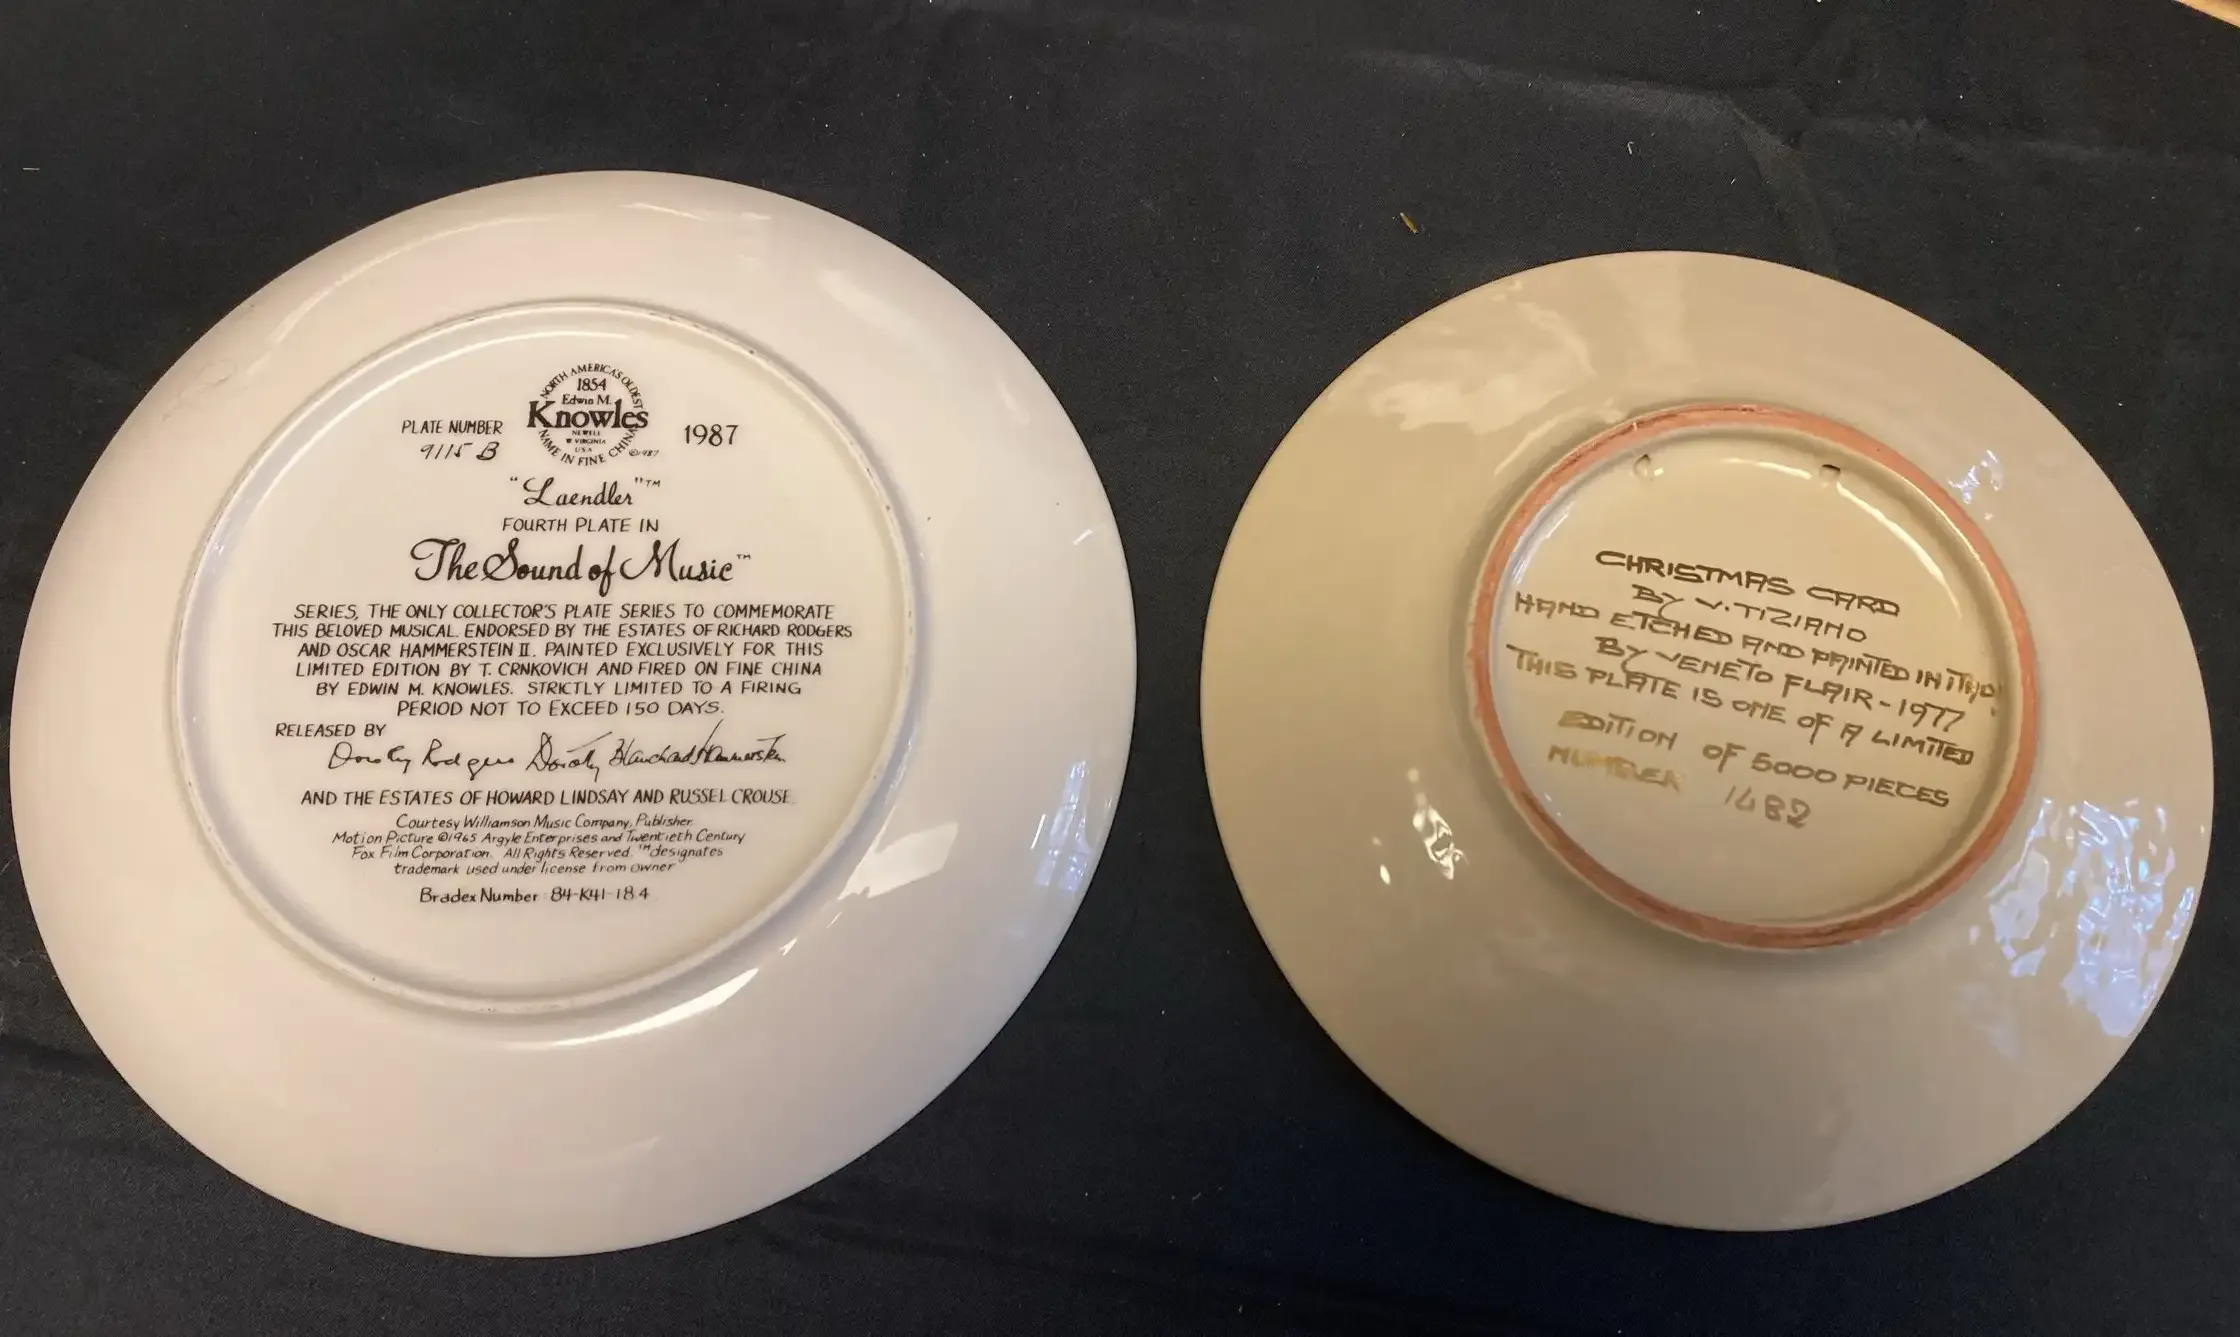 NORTH AMERICA'S OLDEST
1854
Edwin M.
Knowles
NEWELL
W VIRGINIA
USA
NAME IN FINE CHINA
©1987
PLATE NUMBER
9115 B
1987
"Laendler"™
FOURTH PLATE IN
The Sound of Music™
SERIES, THE ONLY COLLECTOR'S PLATE SERIES TO COMMEMORATE
THIS BELOVED MUSICAL. ENDORSED BY THE ESTATES OF RICHARD RODGERS
AND OSCAR HAMMERSTEIN II. PAINTED EXCLUSIVELY FOR THIS
LIMITED EDITION BY T. CRNKOVICH AND FIRED ON FINE CHINA
BY EDWIN M. KNOWLES. STRICTLY LIMITED TO A FIRING
PERIOD NOT TO EXCEED 150 DAYS.
RELEASED BY
Dorothy Rodgers Dorothy Blanchard Hammerstein
AND THE ESTATES OF HOWARD LINDSAY AND RUSSEL CROUSE.
Courtesy Williamson Music Company, Publisher.
Motion Picture ©1965 Argyle Enterprises and Twentieth Century
Fox Film Corporation. All Rights Reserved. ™designates
trademark used under license from owner
Bradex Number 84-K41-18.4
CHRISTMAS CARD
BY V. TIZIANO
HAND ETCHED AND PAINTED IN ITALY
BY VENETO FLAIR - 1977
THIS PLATE IS ONE OF A LIMITED
EDITION OF 5000 PIECES
NUMBER 1482